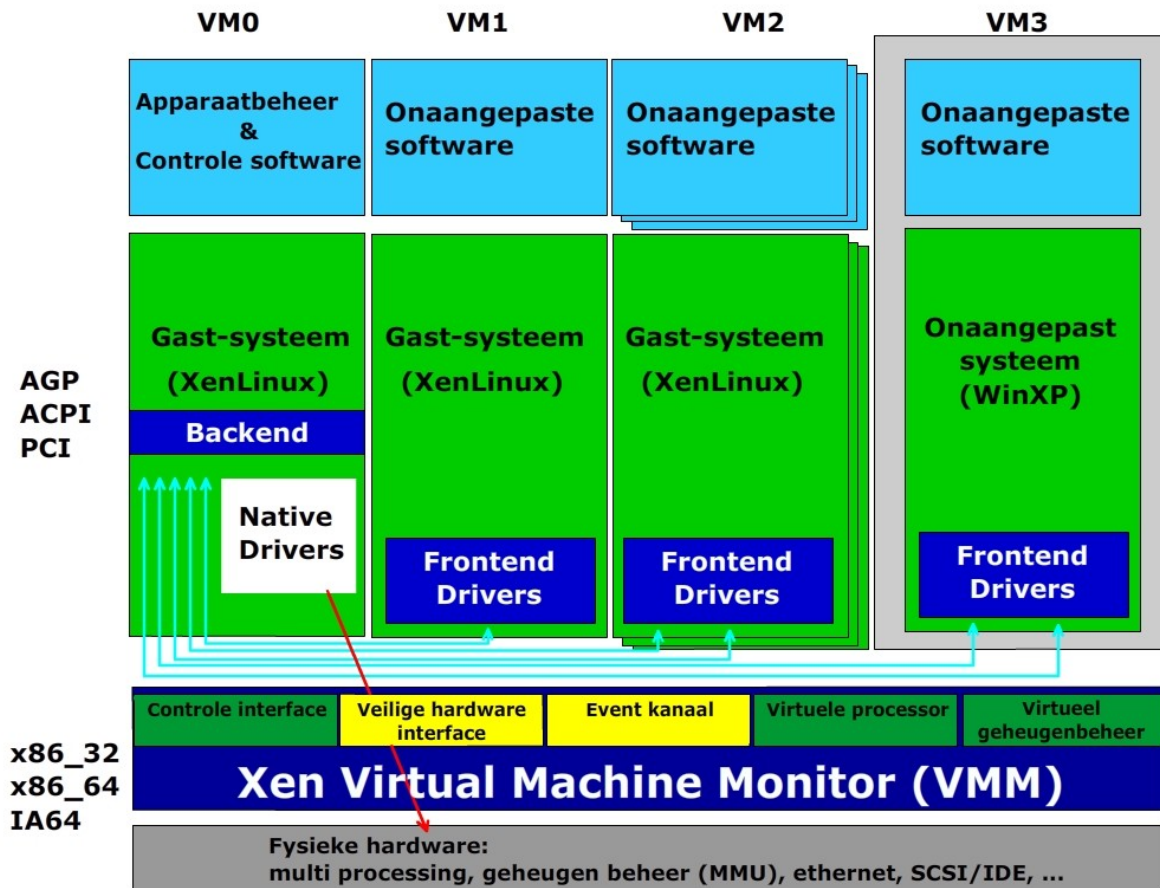 VM0
VM1
VM2
VM3
Apparaatbeheer
&
Controle software
Onaangepaste
software
Onaangepaste
software
Onaangepaste
software
Gast-systeem
(XenLinux)
Gast-systeem
(XenLinux)
Gast-systeem
(XenLinux)
Onaangepast
systeem
(WinXP)
AGP
ACPI
PCI
Backend
Native
Drivers
Frontend
Drivers
Frontend
Drivers
Frontend
Drivers
Controle interface
Veilige hardware
interface
Event kanaal
Virtuele processor
Virtueel
geheugenbeheer
x86_32
x86_64
IA64
Xen Virtual Machine Monitor (VMM)
Fysieke hardware:
multi processing, geheugen beheer (MMU), ethernet, SCSI/IDE, ...